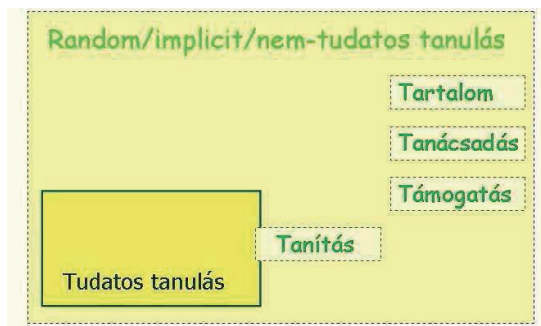 Random/implicit/nem-tudatos tanulás
Tartalom
Tanácsadás
Támogatás
Tanítás
Tudatos tanulás